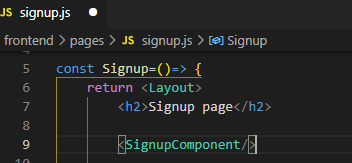 JS signup.js
frontend > pages > JS signup.js > Signup
5 const Signup=()=> {
6 return <Layout>
7 <h2>Signup page</h2>
8
9 <SignupComponent/>